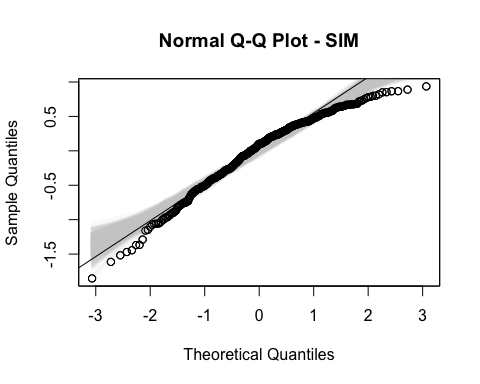 Normal Q-Q Plot - SIM
Sample Quantiles
0.5
-0.5
-1.5
-3 -2 -1 0 1 2 3
Theoretical Quantiles